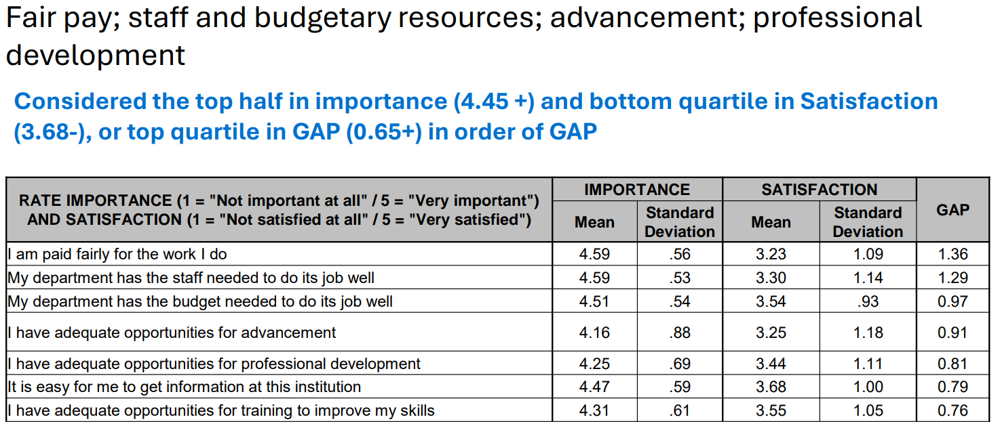 Fair pay; staff and budgetary resources; advancement; professional
development
Considered the top half in importance (4.45 +) and bottom quartile in Satisfaction
(3.68-), or top quartile in GAP (0.65+) in order of GAP
RATE IMPORTANCE (1 = "Not important at all" / 5 = "Very important")
AND SATISFACTION (1 = "Not satisfied at all" / 5 = "Very satisfied")
IMPORTANCE SATISFACTION GAP
Mean Standard Deviation Mean Standard Deviation
I am paid fairly for the work I do 4.59 .56 3.23 1.09 1.36
My department has the staff needed to do its job well 4.59 .53 3.30 1.14 1.29
My department has the budget needed to do its job well 4.51 .54 3.54 .93 0.97
I have adequate opportunities for advancement 4.16 .88 3.25 1.18 0.91
I have adequate opportunities for professional development 4.25 .69 3.44 1.11 0.81
It is easy for me to get information at this institution 4.47 .59 3.68 1.00 0.79
I have adequate opportunities for training to improve my skills 4.31 .61 3.55 1.05 0.76